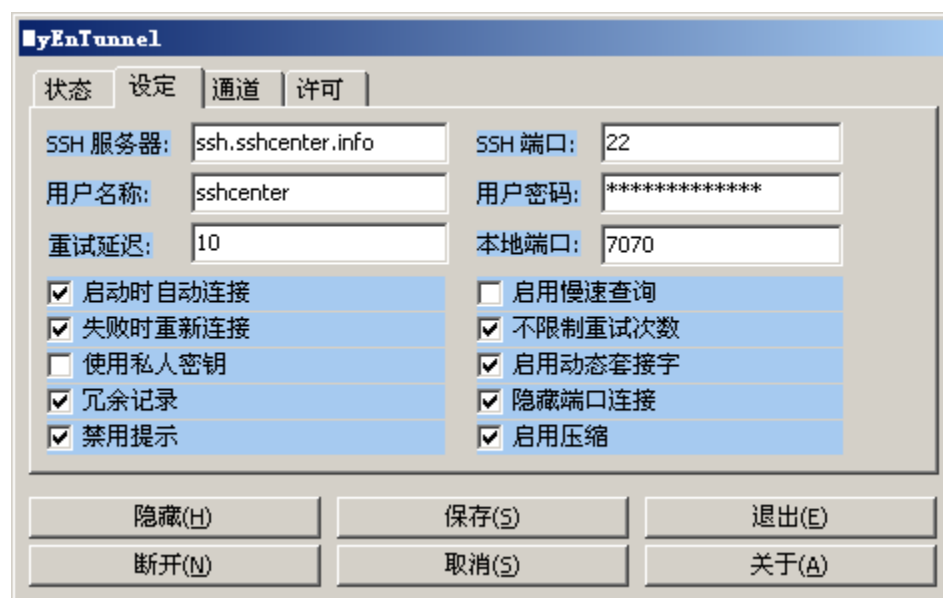 MyEnTunnel
状态 设定 通道 许可
SSH 服务器: ssh.sshcenter.info SSH 端口: 22
用户名称: sshcenter 用户密码: *************
重试延迟: 10 本地端口: 7070
启动时自动连接 启用慢速查询
失败时重新连接 不限制重试次数
使用私人密钥 启用动态套接字
冗余记录 隐藏端口连接
禁用提示 启用压缩
隐藏(H) 保存(S) 退出(E)
断开(N) 取消(S) 关于(A)